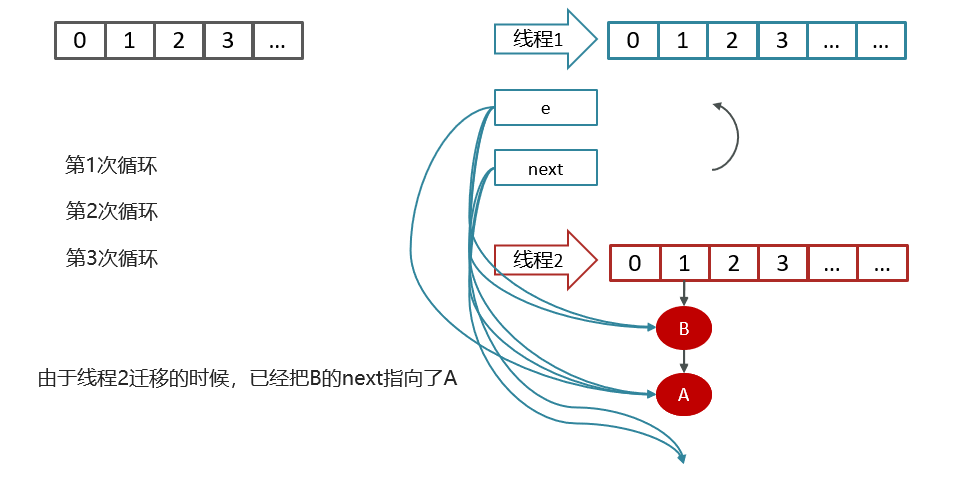 0 1 2 3 ...
线程1
0 1 2 3 ... ...
e
第1次循环
next
第2次循环
第3次循环
线程2
0 1 2 3 ... ...
B
由于线程2迁移的时候，已经把B的next指向了A
A